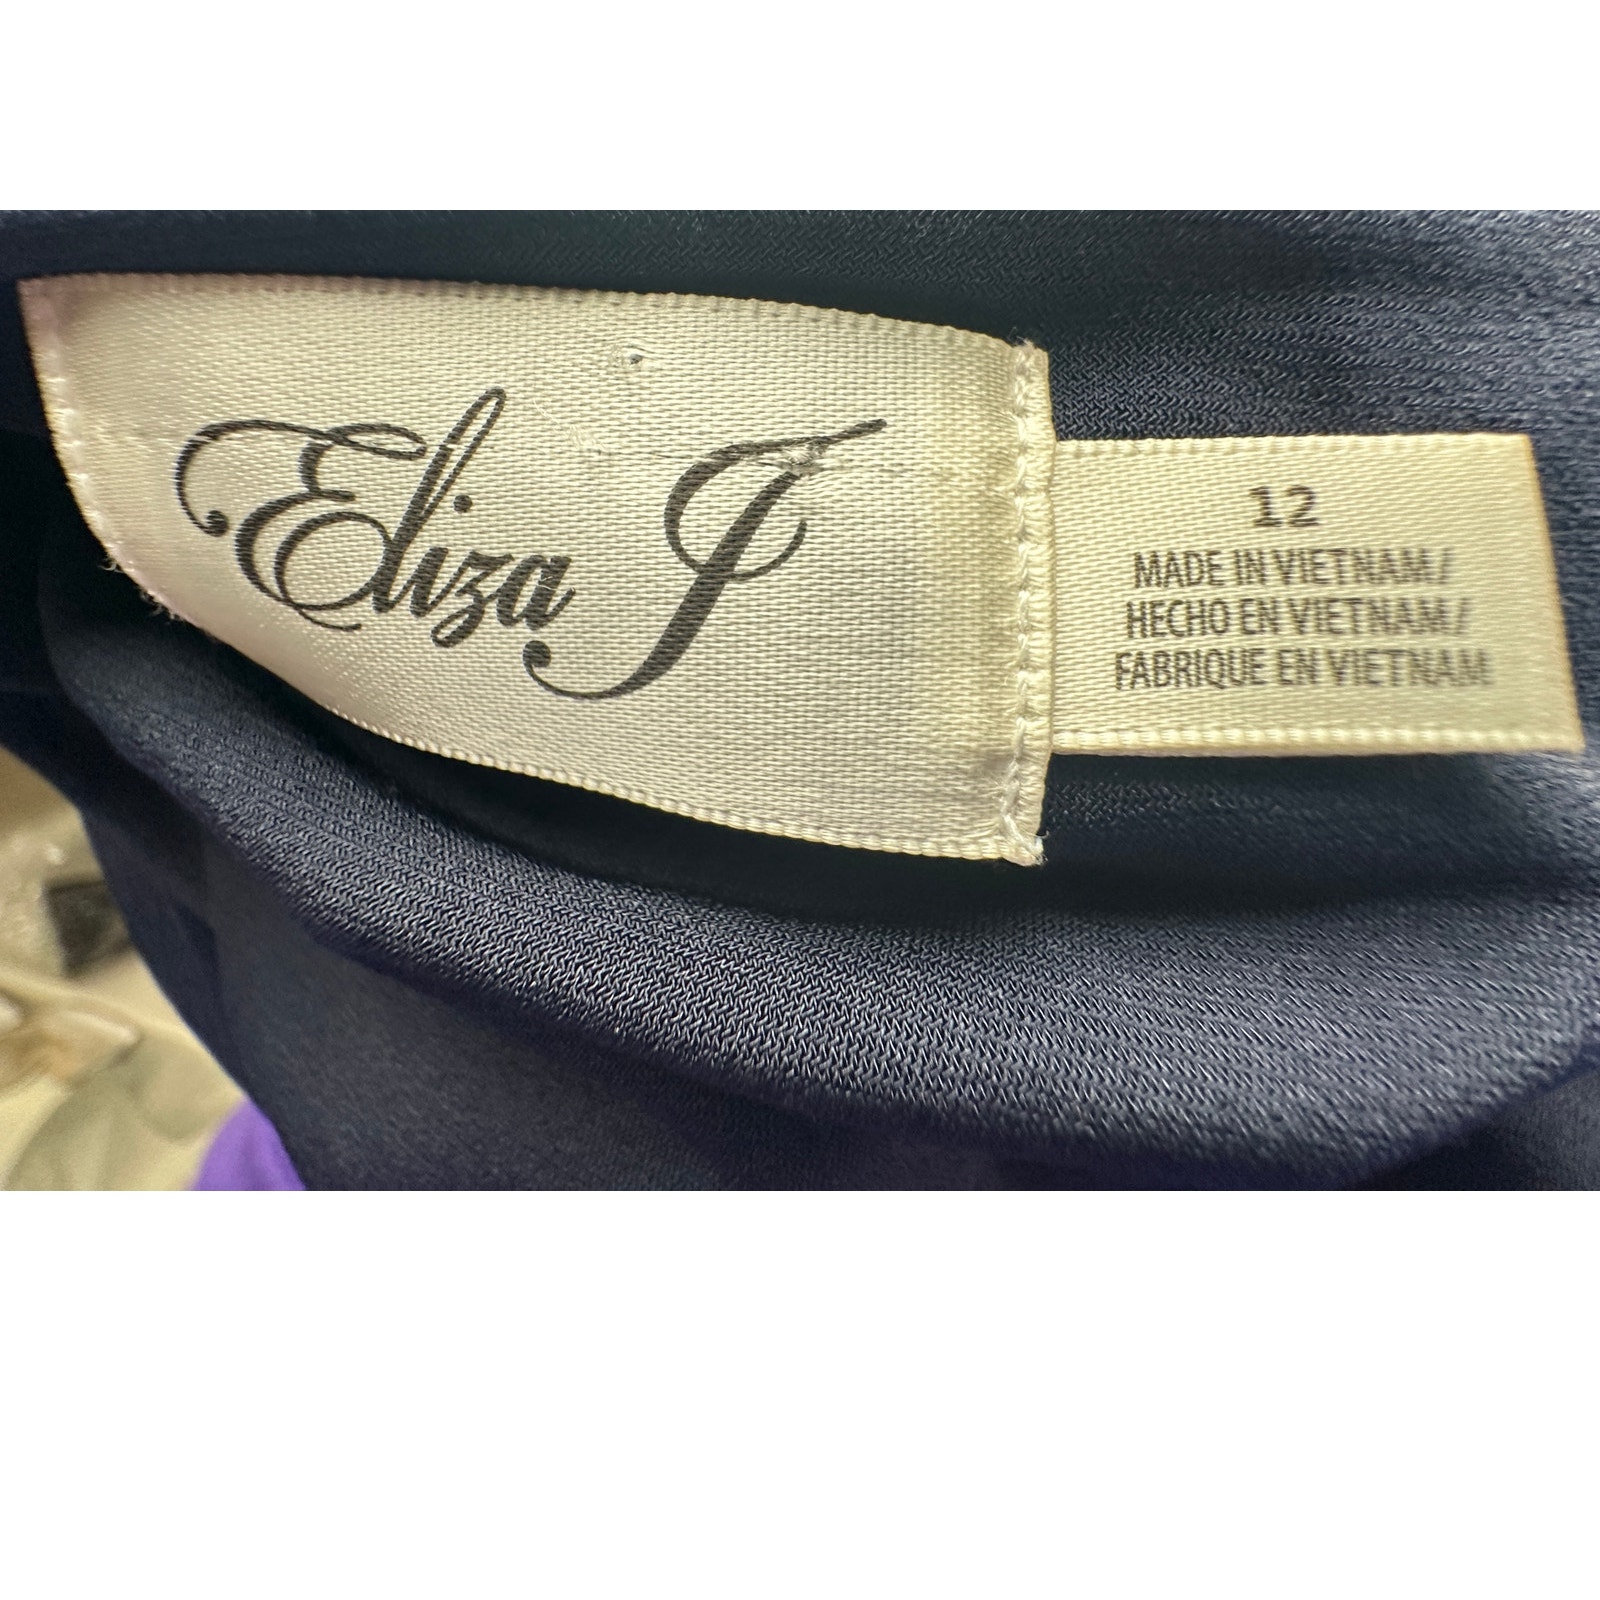 Eliza J
12
MADE IN VIETNAM/
HECHO EN VIETNAM/
FABRIQUE EN VIETNAM